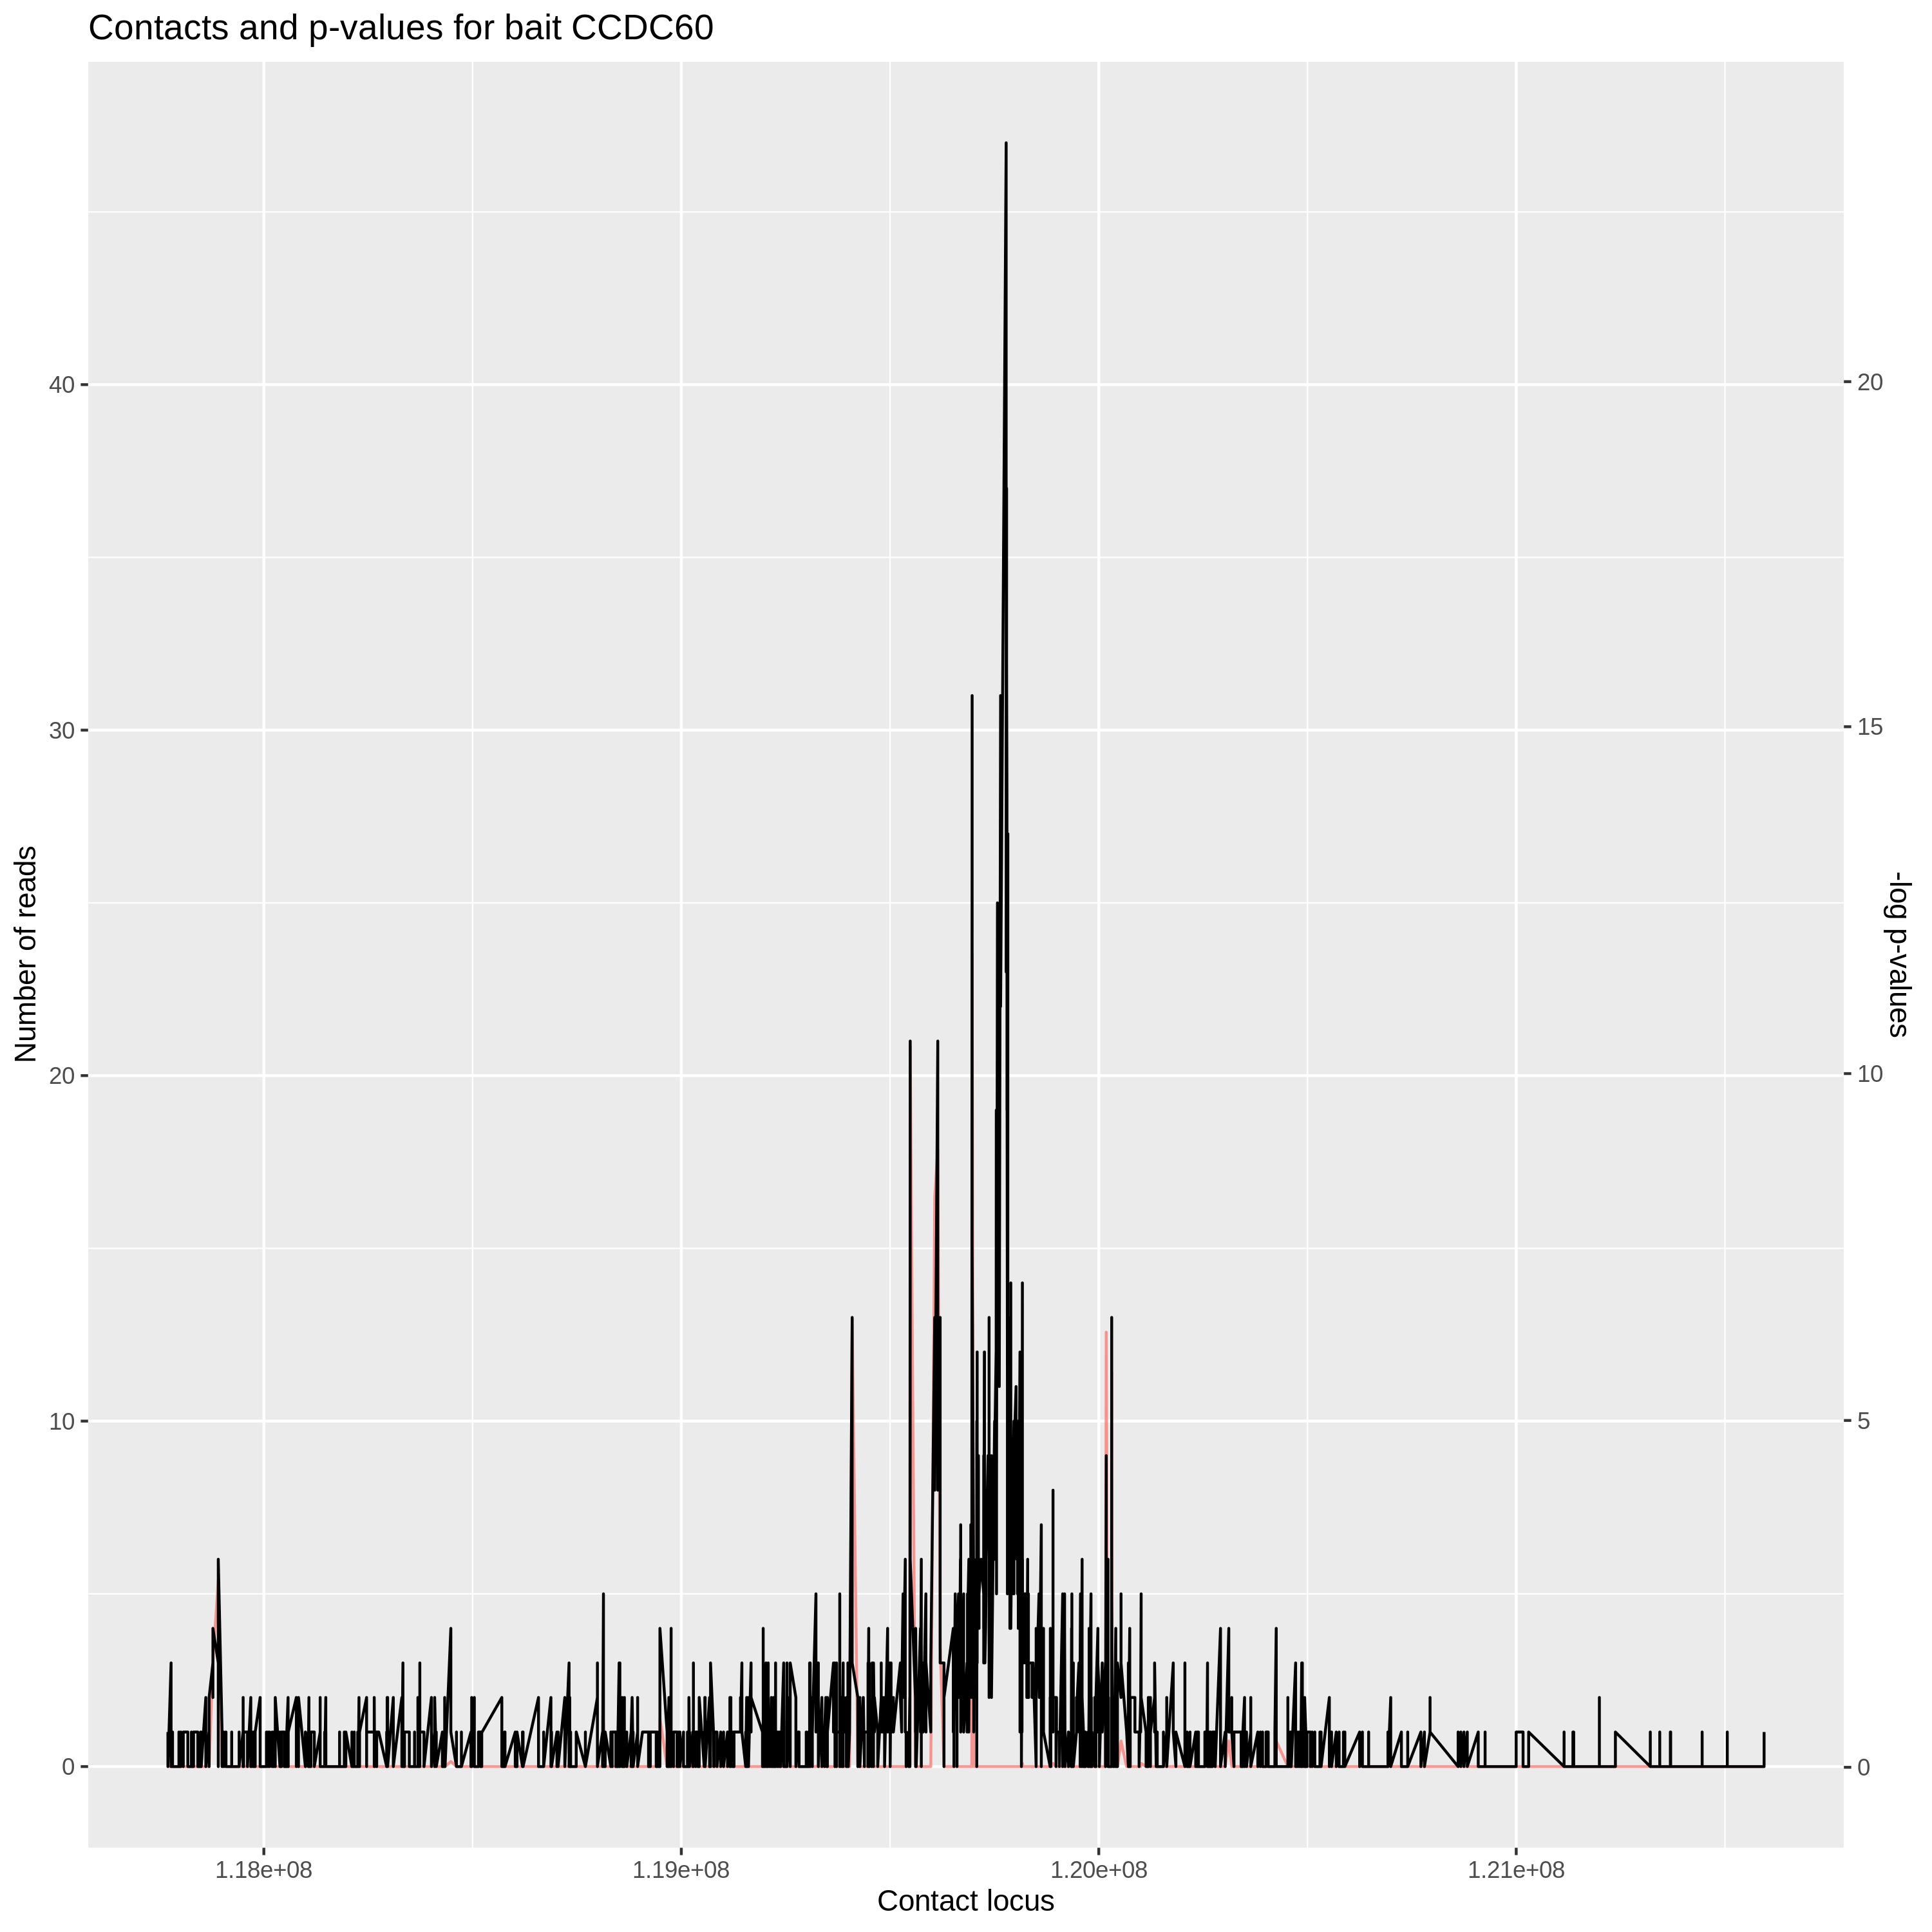 Contacts and p-values for bait CCDC60
Number of reads
40
30
20
10
0
20
15
10
5
0
-log p-values
1.18e+08
1.19e+08
1.20e+08
1.21e+08
Contact locus